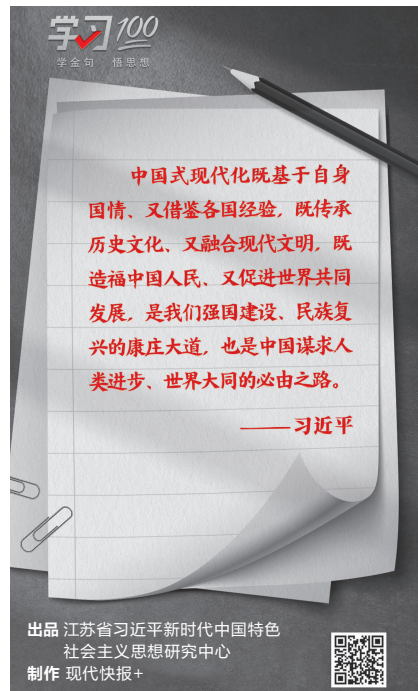 学习100
学金句 悟思想
中国式现代化既基于自身
国情、又借鉴各国经验，既传承
历史文化、又融合现代文明，既
造福中国人民、又促进世界共同
发展，是我们强国建设、民族复
兴的康庄大道，也是中国谋求人
类进步、世界大同的必由之路。
——习近平
出品 江苏省习近平新时代中国特色
社会主义思想研究中心
制作 现代快报+